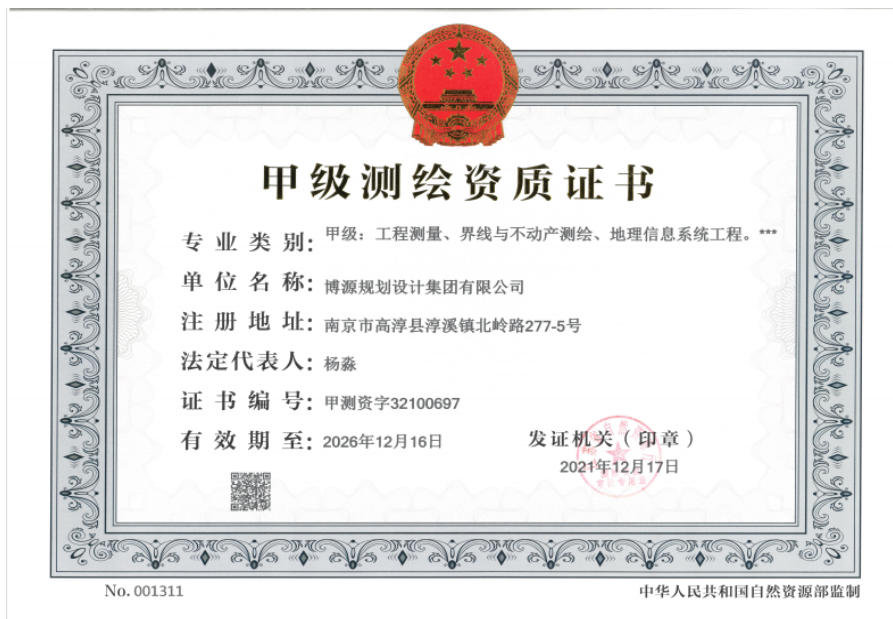 甲级测绘资质证书
专业类别：甲级：工程测量、界线与不动产测绘、地理信息系统工程。***
单位名称：博源规划设计集团有限公司
注册地址：南京市高淳县淳溪镇北岭路277-5号
法定代表人：杨淼
证书编号：甲测资字32100697
有效期至：2026年12月16日
发证机关（印章）
2021年12月17日
No. 001311
中华人民共和国自然资源部监制